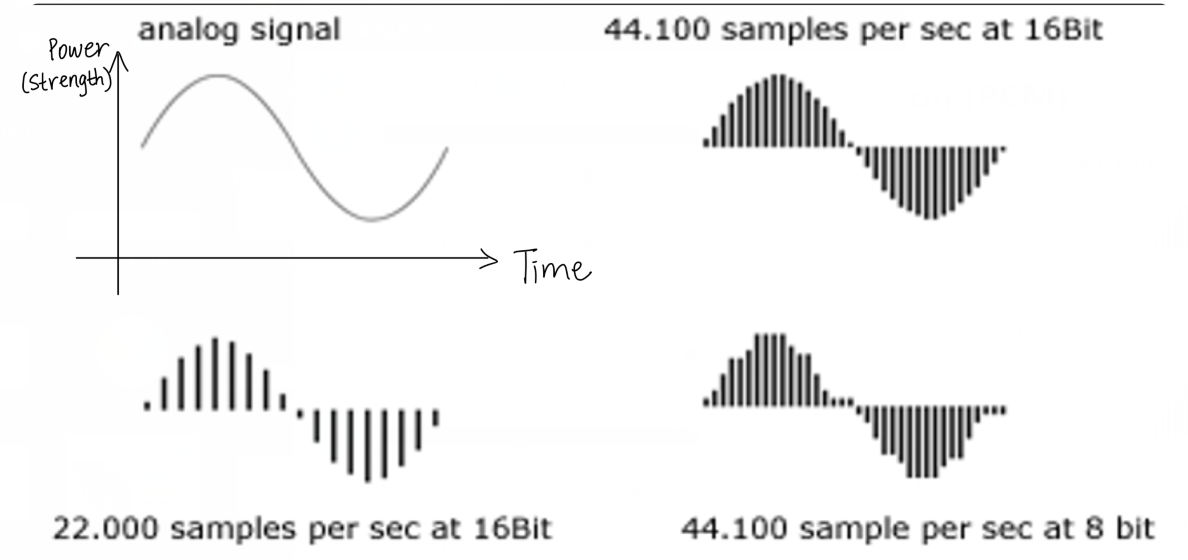 analog signal
44.100 samples per sec at 16Bit
Power
(Strength)
Time
22.000 samples per sec at 16Bit
44.100 sample per sec at 8 bit